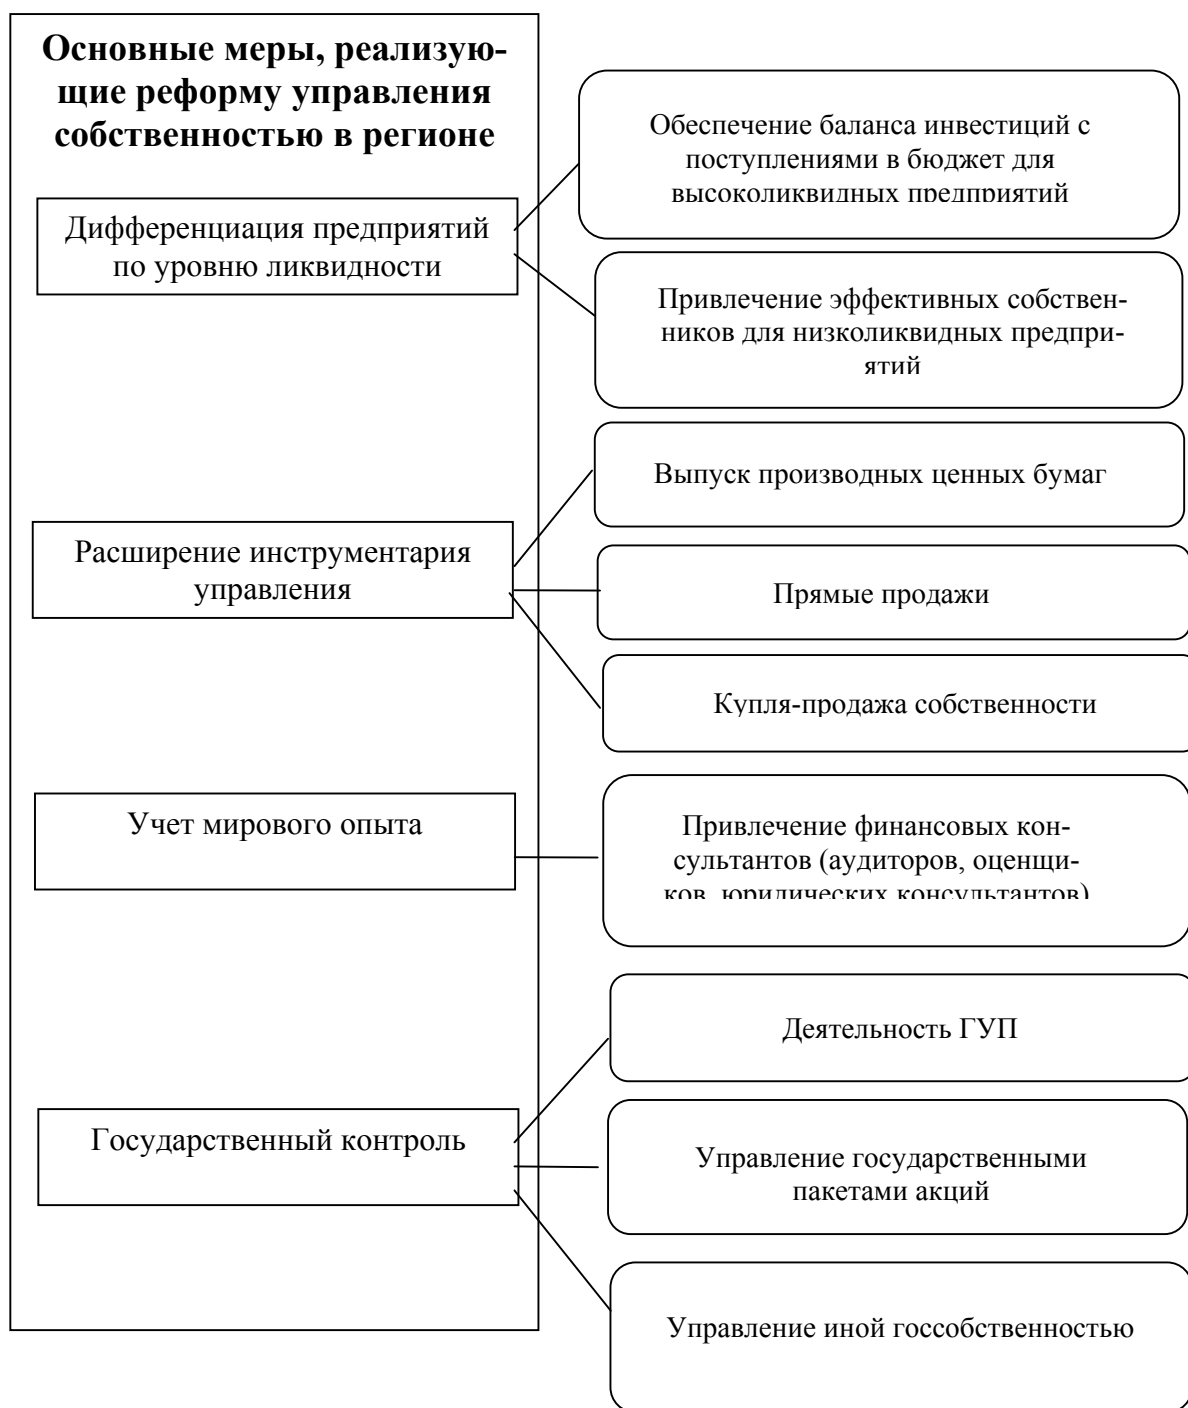 Основные меры, реализую-
щие реформу управления
собственностью в регионе
Дифференциация предприятий
по уровню ликвидности
Обеспечение баланса инвестиций с
поступлениями в бюджет для
высоколиквидных предприятий
Привлечение эффективных собствен-
ников для низколиквидных предпри-
ятий
Расширение инструментария
управления
Выпуск производных ценных бумаг
Прямые продажи
Купля-продажа собственности
Учет мирового опыта
Привлечение финансовых кон-
сультантов (аудиторов, оценщи-
ков, юридических консультантов)
Государственный контроль
Деятельность ГУП
Управление государственными
пакетами акций
Управление иной госсобственностью